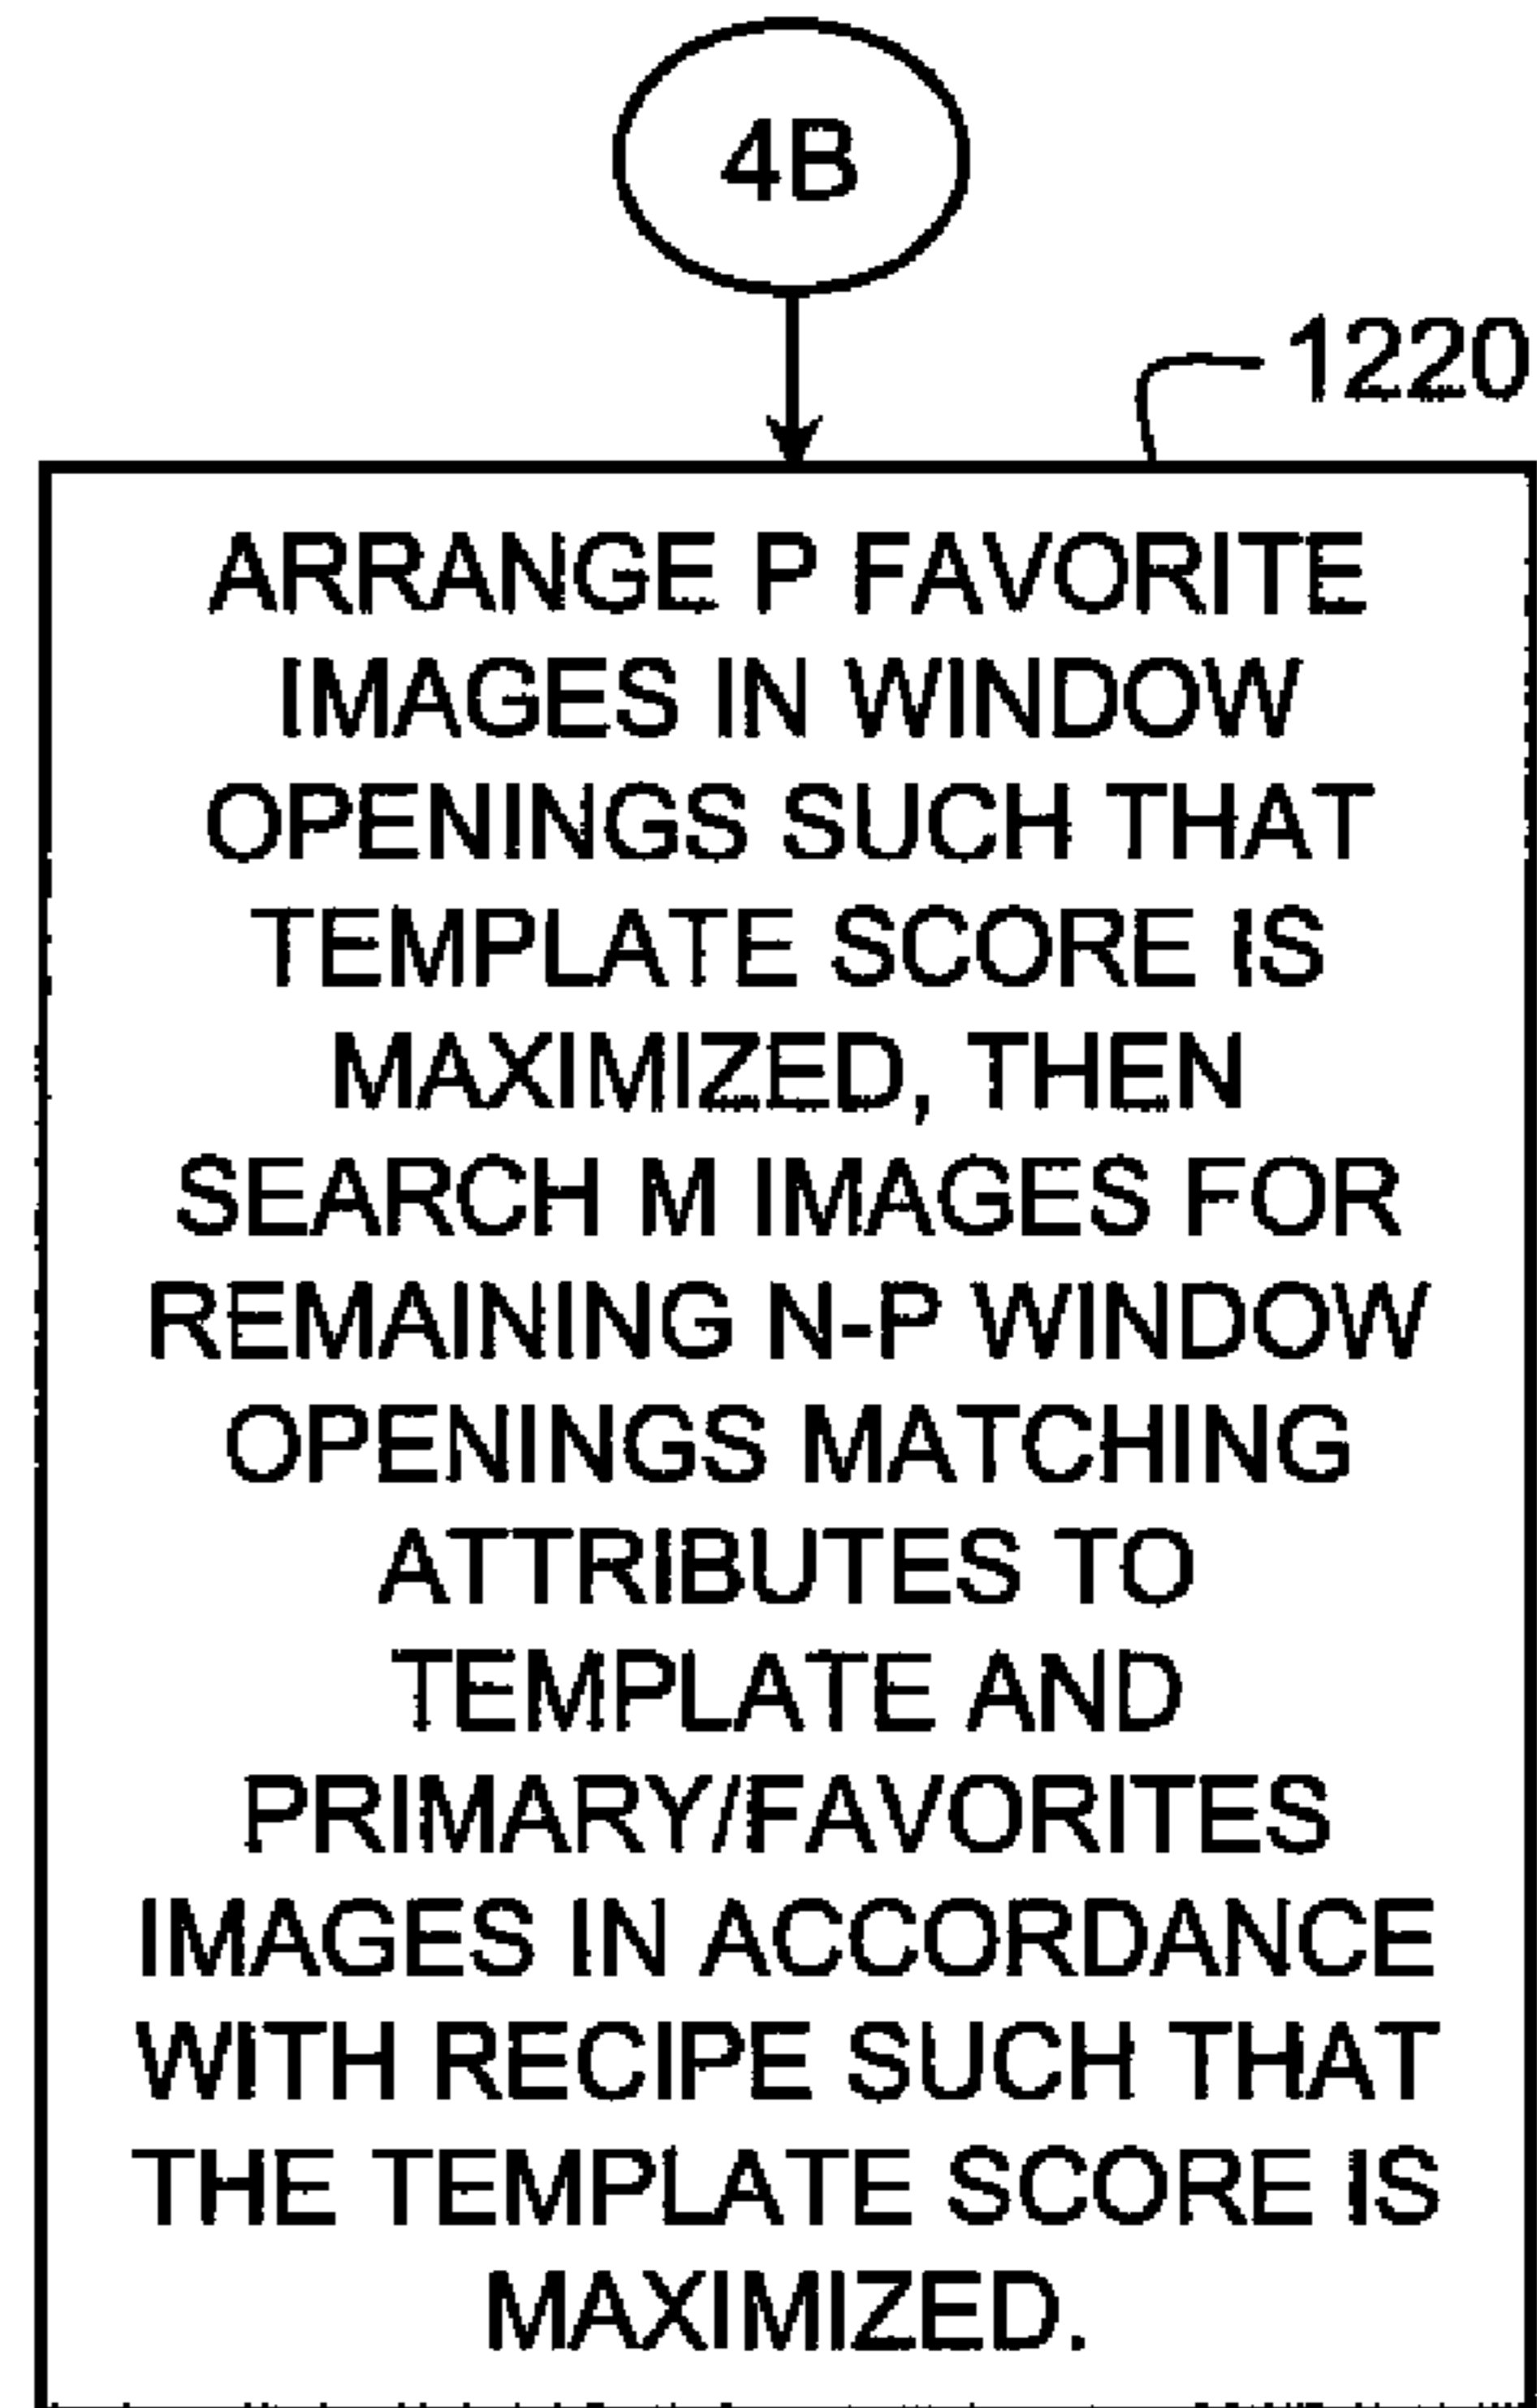 4B
1220
ARRANGE P FAVORITE
IMAGES IN WINDOW
OPENINGS SUCH THAT
TEMPLATE SCORE IS
MAXIMIZED, THEN
SEARCH M IMAGES FOR
REMAINING N-P WINDOW
OPENINGS MATCHING
ATTRIBUTES TO
TEMPLATE AND
PRIMARY/FAVORITES
IMAGES IN ACCORDANCE
WITH RECIPE SUCH THAT
THE TEMPLATE SCORE IS
MAXIMIZED.